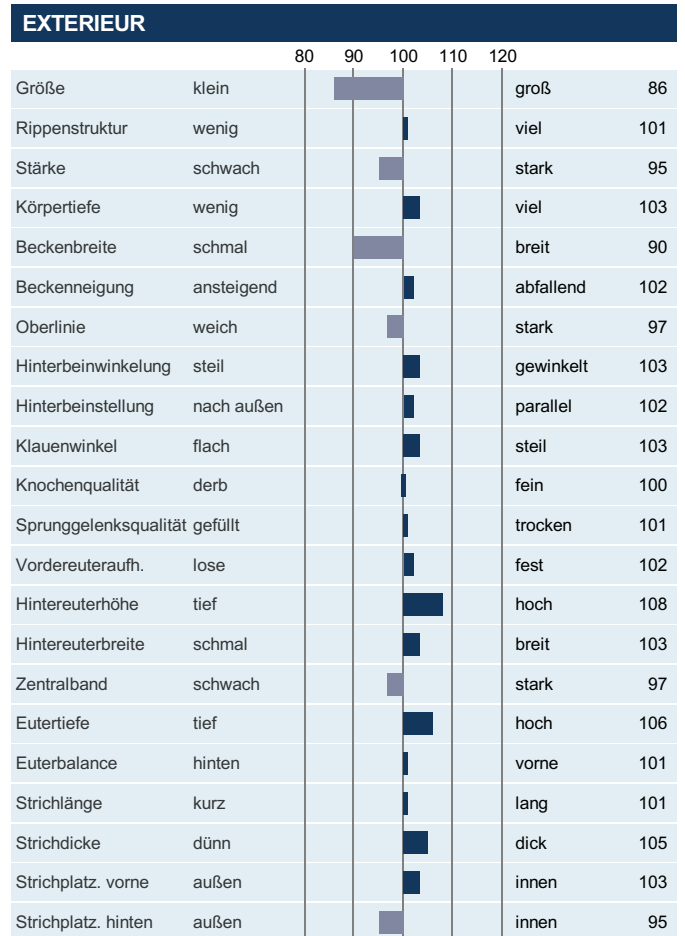 EXTERIEUR
80 90 100 110 120
Größe klein groß 86
Rippenstruktur wenig viel 101
Stärke schwach stark 95
Körpertiefe wenig viel 103
Beckenbreite schmal breit 90
Beckenneigung ansteigend abfallend 102
Oberlinie weich stark 97
Hinterbeinwinkelung steil gewinkelt 103
Hinterbeinstellung nach außen parallel 102
Klauenwinkel flach steil 103
Knochenqualität derb fein 100
Sprunggelenksqualität gefüllt trocken 101
Vordereuteraufh. lose fest 102
Hintereuterhöhe tief hoch 108
Hintereuterbreite schmal breit 103
Zentralband schwach stark 97
Eutertiefe tief hoch 106
Euterbalance hinten vorne 101
Strichlänge kurz lang 101
Strichdicke dünn dick 105
Strichplatz. vorne außen innen 103
Strichplatz. hinten außen innen 95